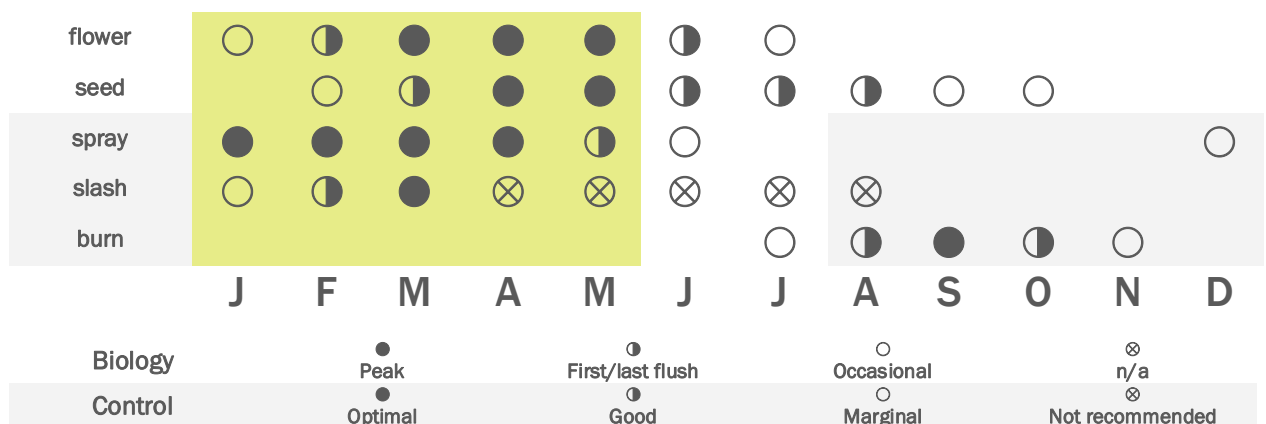 flower
seed
spray
slash
burn
J F M A M J J A S O N D
Biology Peak First/last flush Occasional n/a
Control Optimal Good Marginal Not recommended